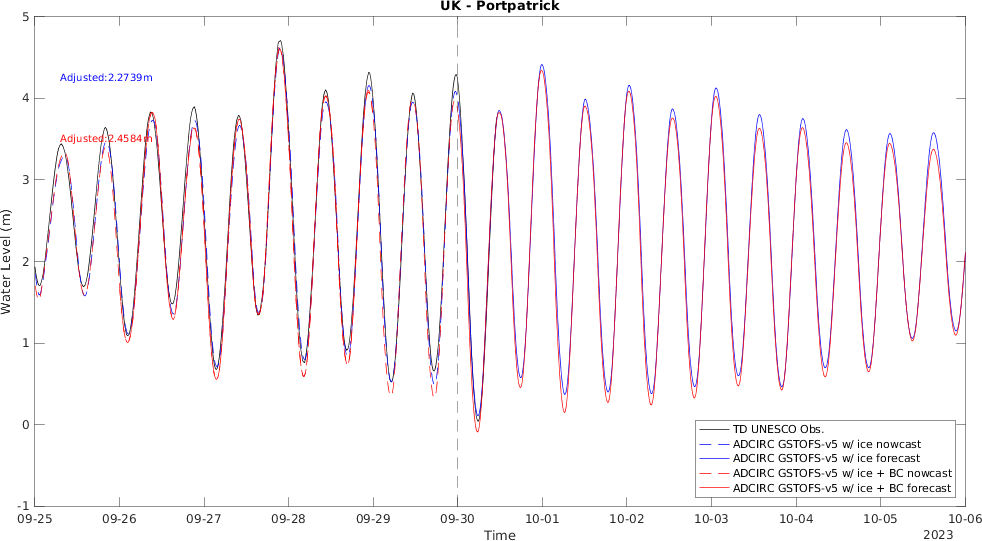 UK - Portpatrick
5
4
3
2
1
0
-1
Water Level (m)
Adjusted:2.2739m
Adjusted:2.4584m
TD UNESCO Obs.
ADCIRC GSTOFS-v5 w/ ice nowcast
ADCIRC GSTOFS-v5 w/ ice forecast
ADCIRC GSTOFS-v5 w/ ice + BC nowcast
ADCIRC GSTOFS-v5 w/ ice + BC forecast
09-25 09-26 09-27 09-28 09-29 09-30 10-01 10-02 10-03 10-04 10-05 10-06
Time
2023